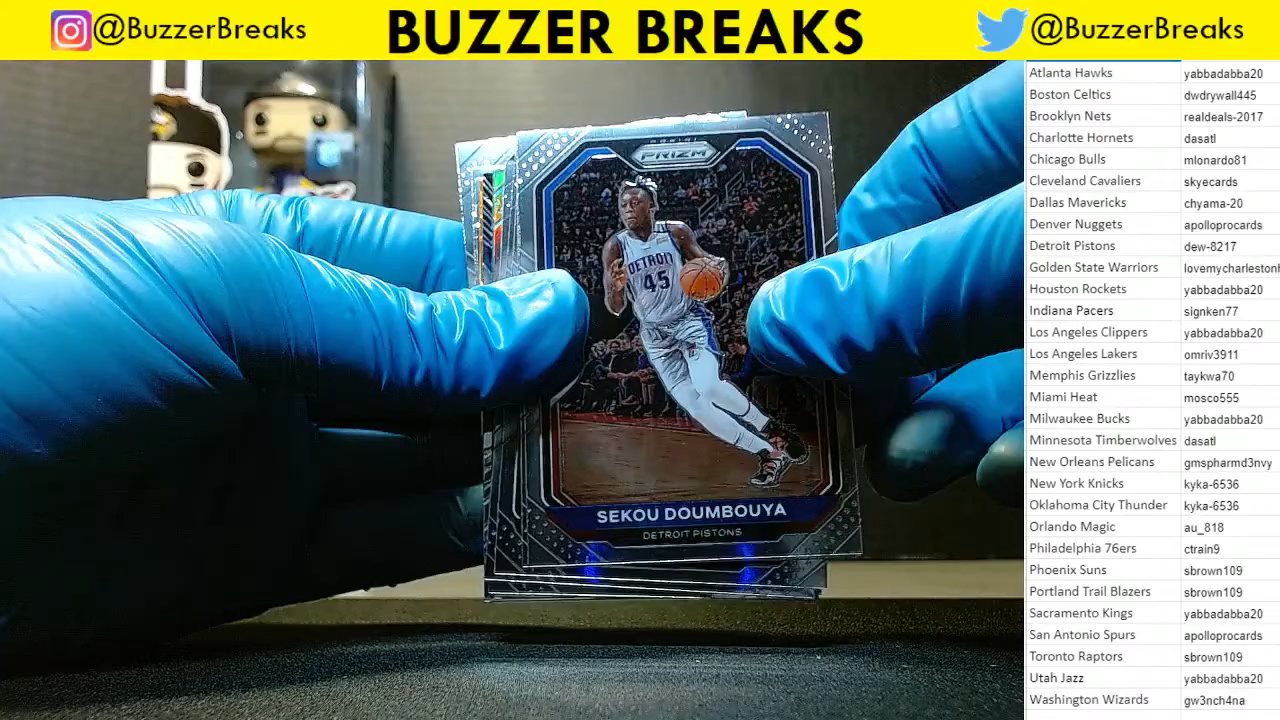 @BuzzerBreaks
BUZZER BREAKS
@BuzzerBreaks
PRIZM
DETROIT
45
SEKOU DOUMBOUYA
DETROIT PISTONS
Atlanta Hawks yabbadabba20
Boston Celtics dwdrywall445
Brooklyn Nets realdeals-2017
Charlotte Hornets dasatl
Chicago Bulls mlonardo81
Cleveland Cavaliers skyecards
Dallas Mavericks chyama-20
Denver Nuggets apolloprocards
Detroit Pistons dew-8217
Golden State Warriors lovemycharlestonh
Houston Rockets yabbadabba20
Indiana Pacers signken77
Los Angeles Clippers yabbadabba20
Los Angeles Lakers omriv3911
Memphis Grizzlies taykwa70
Miami Heat mosco555
Milwaukee Bucks yabbadabba20
Minnesota Timberwolves dasatl
New Orleans Pelicans gmspharmd3nvy
New York Knicks kyka-6536
Oklahoma City Thunder kyka-6536
Orlando Magic au_818
Philadelphia 76ers ctrain9
Phoenix Suns sbrown109
Portland Trail Blazers sbrown109
Sacramento Kings yabbadabba20
San Antonio Spurs apolloprocards
Toronto Raptors sbrown109
Utah Jazz yabbadabba20
Washington Wizards gw3nch4na